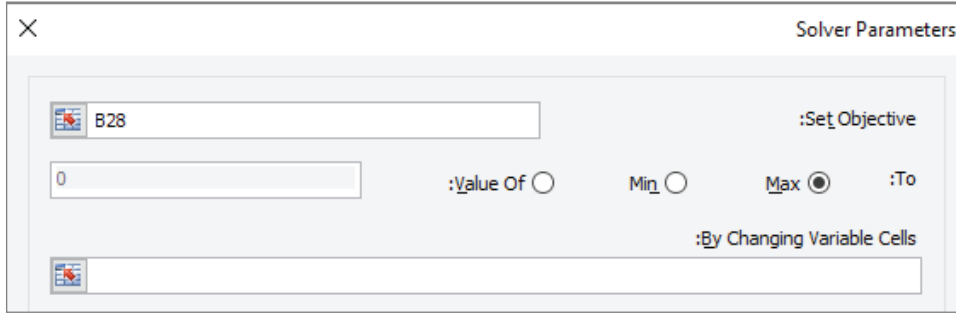 Solver Parameters
:Set Objective B28
:To Max Min :Value Of 0
:By Changing Variable Cells